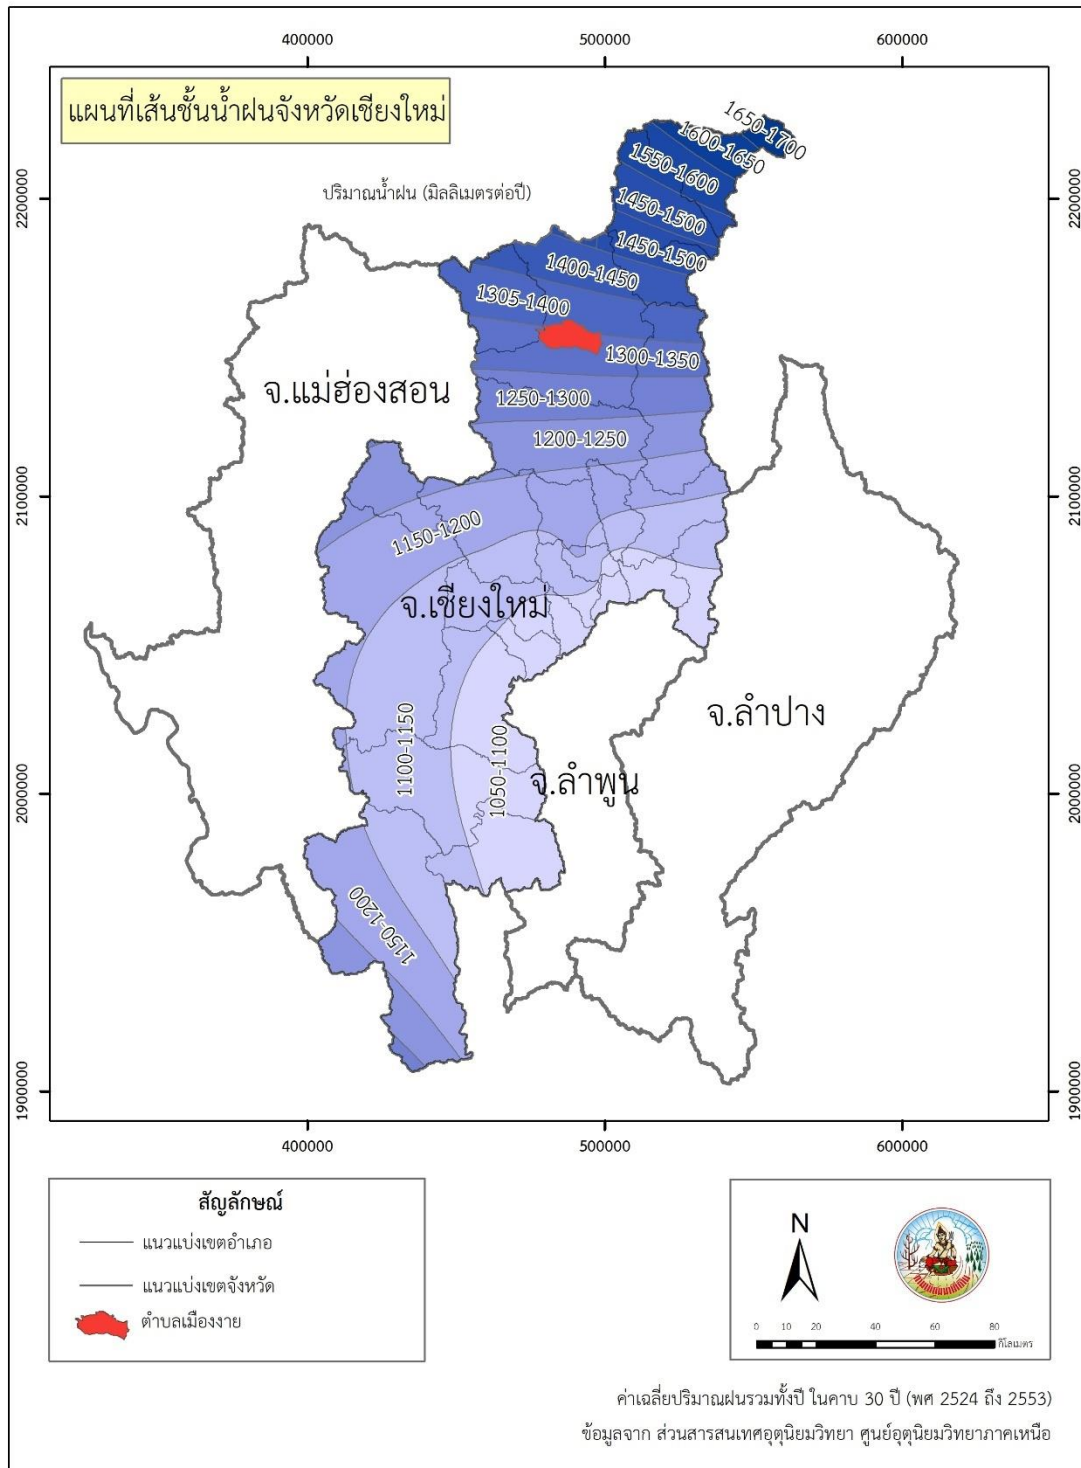 400000
500000
600000
แผนที่เส้นชั้นน้ำฝนจังหวัดเชียงใหม่
1650-1700
1600-1650
1550-1600
ปริมาณน้ำฝน (มิลลิเมตรต่อปี)
2200000
2200000
1450-1500
1450-1500
1400-1450
1305-1400
1300-1350
จ.แม่ฮ่องสอน
1250-1300
1200-1250
2100000
2100000
1150-1200
จ.เชียงใหม่
จ.ลำปาง
1100-1150
1050-1100
จ.ลำพูน
2000000
2000000
1150-1200
1900000
1900000
400000
500000
600000
สัญลักษณ์
แนวแบ่งเขตอำเภอ
แนวแบ่งเขตจังหวัด
ตำบลเมืองงาย
N
0 10 20 40 60 80
กิโลเมตร
ค่าเฉลี่ยปริมาณฝนรวมทั้งปี ในคาบ 30 ปี (พศ 2524 ถึง 2553)
ข้อมูลจาก ส่วนสารสนเทศอุตุนิยมวิทยา ศูนย์อุตุนิยมวิทยาภาคเหนือ